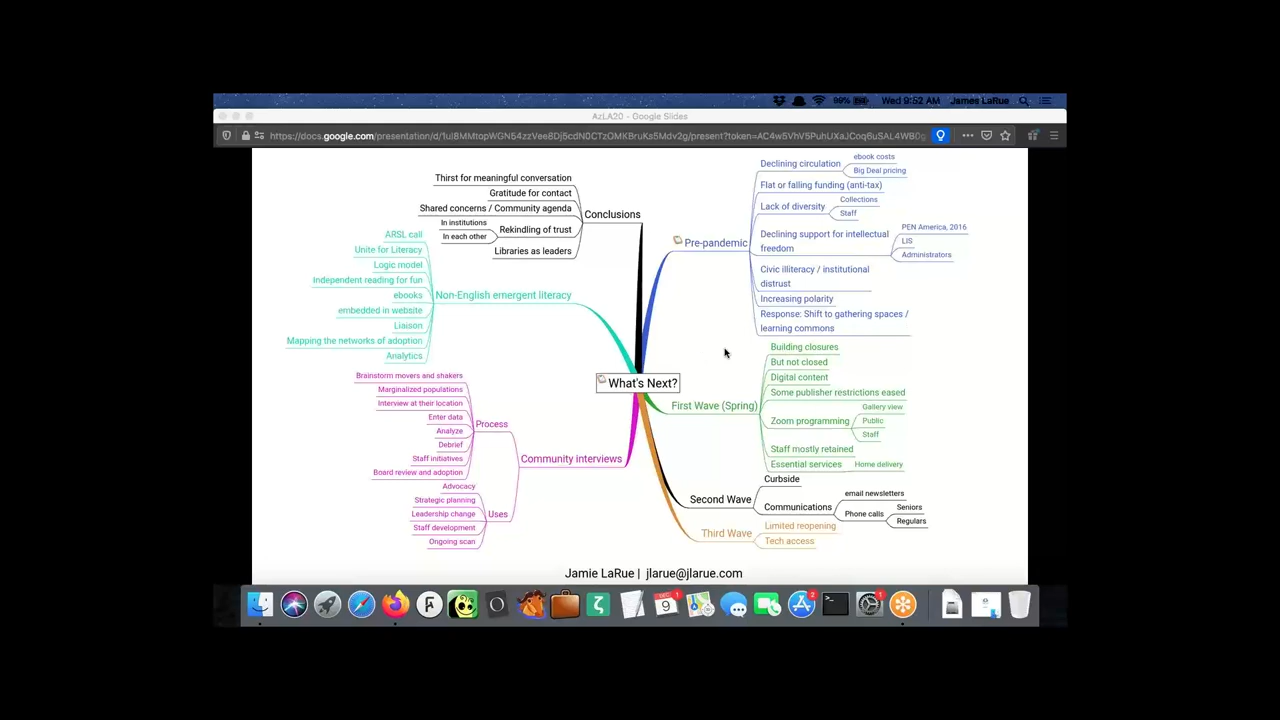 99%
Wed 9:52 AM
James LaRue
AzLA20 - Google Slides
Thirst for meaningful conversation
Gratitude for contact
Shared concerns / Community agenda
In institutions
In each other
Rekindling of trust
Libraries as leaders
Conclusions
ARSL call
Unite for Literacy
Logic model
Independent reading for fun
ebooks
embedded in website
Liaison
Mapping the networks of adoption
Analytics
Non-English emergent literacy
Brainstorm movers and shakers
Marginalized populations
Interview at their location
Enter data
Analyze
Debrief
Staff initiatives
Board review and adoption
Process
Advocacy
Strategic planning
Leadership change
Staff development
Ongoing scan
Uses
Community interviews
What's Next?
Pre-pandemic
Declining circulation
ebook costs
Big Deal pricing
Flat or falling funding (anti-tax)
Lack of diversity
Collections
Staff
Declining support for intellectual
freedom
PEN America, 2016
LIS
Administrators
Civic illiteracy / institutional
distrust
Increasing polarity
Response: Shift to gathering spaces /
learning commons
First Wave (Spring)
Building closures
But not closed
Digital content
Some publisher restrictions eased
Zoom programming
Gallery view
Public
Staff
Staff mostly retained
Essential services
Home delivery
Second Wave
Curbside
Communications
email newsletters
Phone calls
Seniors
Regulars
Third Wave
Limited reopening
Tech access
Jamie LaRue | jlarue@jlarue.com
DEC
9
1
2
1